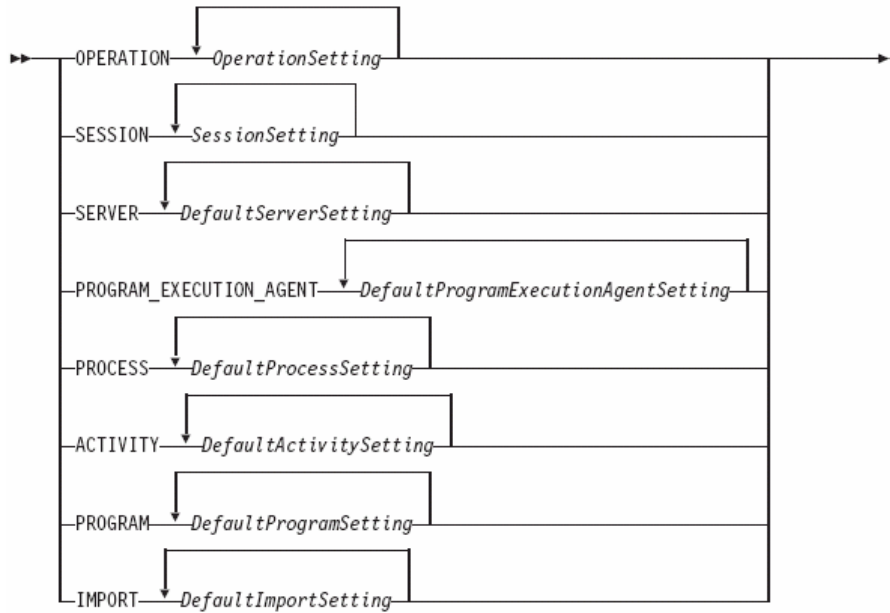 OPERATION OperationSetting
SESSION SessionSetting
SERVER DefaultServerSetting
PROGRAM_EXECUTION_AGENT DefaultProgramExecutionAgentSetting
PROCESS DefaultProcessSetting
ACTIVITY DefaultActivitySetting
PROGRAM DefaultProgramSetting
IMPORT DefaultImportSetting